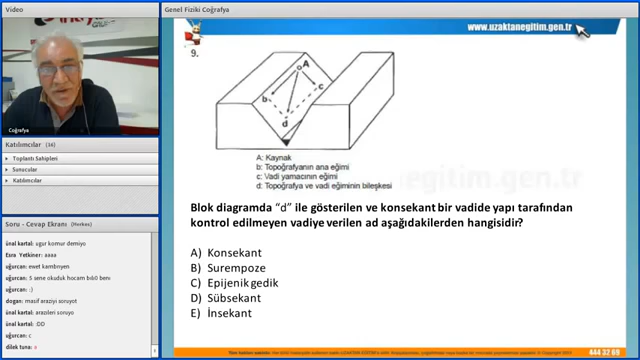 Video
Genel Fiziki Coğrafya
Coğrafya
Katılımcılar (16)
Toplantı Sahipleri
Sunucular
Katılımcılar
Soru - Cevap Ekranı (Herkes)
ünal kartal: ugur komur demiyo
Esra Yetkiner: aaaa
uğurcan: ewet kambriyen
uğurcan: 5 sene okuduk hocam bılıö beni
uğurcan: :)
dogan: masif araziyi soruyot
ünal kartal: arazileri soruyo
ünal kartal: :DD
uğurcan: c
dilek tuna: a
www.uzaktanegitim.gen.tr
9.
A
b
c
d
A: Kaynak
b: Topoğrafyanın ana eğimi
c: Vadi yamacının eğimi
d: Topoğrafya ve vadi eğiminin bileşkesi
Blok diagramda “d” ile gösterilen ve konsekant bir vadide yapı tarafından
kontrol edilmeyen vadiye verilen ad aşağıdakilerden hangisidir?
A) Konsekant
B) Surempoze
C) Epijenik gedik
D) Sübsekant
E) İnsekant
444 32 69